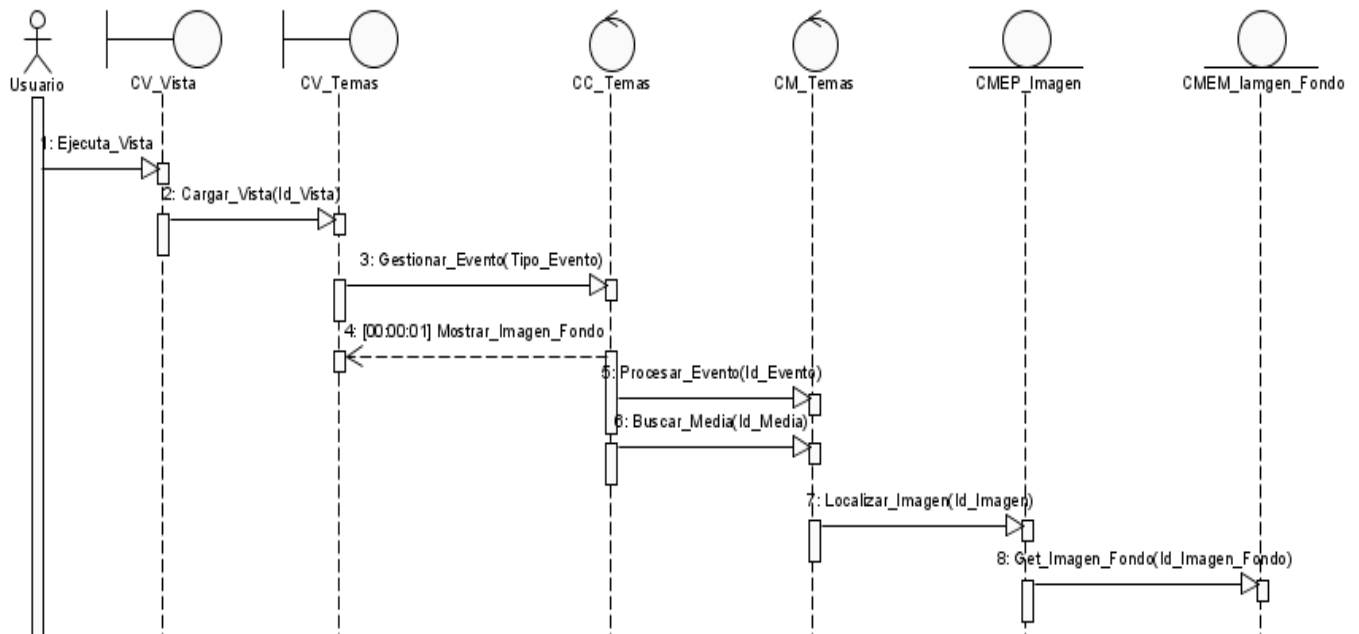 Usuario
CV_Vista
CV_Temas
CC_Temas
CM_Temas
CMEP_Imagen
CMEM_Iamgen_Fondo
1: Ejecuta_Vista
2: Cargar_Vista(Id_Vista)
3: Gestionar_Evento(Tipo_Evento)
4: [00:00:01] Mostrar_Imagen_Fondo
5: Procesar_Evento(Id_Evento)
6: Buscar_Media(Id_Media)
7: Localizar_Imagen(Id_Imagen)
8: Get_Imagen_Fondo(Id_Imagen_Fondo)